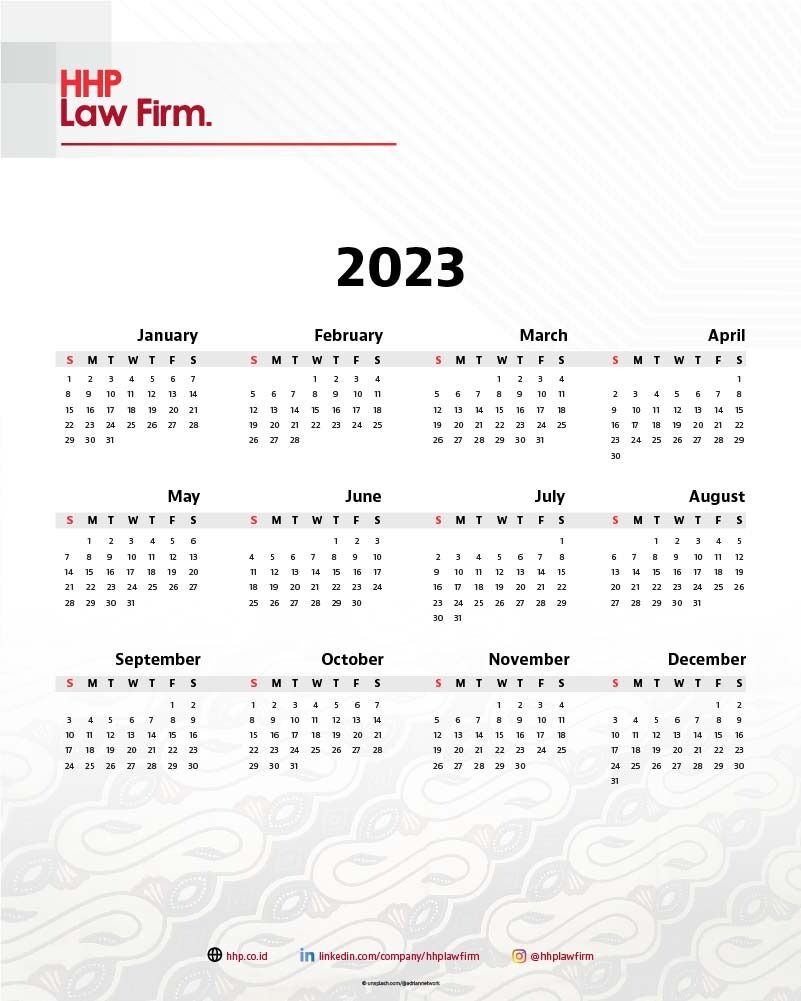 HHP
Law Firm.
2023
January February March April
S M T W T F S S M T W T F S S M T W T F S S M T W T F S
1 2 3 4 5 6 7 1 2 3 4 1 2 3 4 1
8 9 10 11 12 13 14 5 6 7 8 9 10 11 5 6 7 8 9 10 11 2 3 4 5 6 7 8
15 16 17 18 19 20 21 12 13 14 15 16 17 18 12 13 14 15 16 17 18 9 10 11 12 13 14 15
22 23 24 25 26 27 28 19 20 21 22 23 24 25 19 20 21 22 23 24 25 16 17 18 19 20 21 22
29 30 31 26 27 28 26 27 28 29 30 31 23 24 25 26 27 28 29
30
May June July August
S M T W T F S S M T W T F S S M T W T F S S M T W T F S
1 2 3 4 5 6 1 2 3 1 1 2 3 4 5
7 8 9 10 11 12 13 4 5 6 7 8 9 10 2 3 4 5 6 7 8 6 7 8 9 10 11 12
14 15 16 17 18 19 20 11 12 13 14 15 16 17 9 10 11 12 13 14 15 13 14 15 16 17 18 19
21 22 23 24 25 26 27 18 19 20 21 22 23 24 16 17 18 19 20 21 22 20 21 22 23 24 25 26
28 29 30 31 25 26 27 28 29 30 23 24 25 26 27 28 29 27 28 29 30 31
30 31
September October November December
S M T W T F S S M T W T F S S M T W T F S S M T W T F S
1 2 1 2 3 4 5 6 7 1 2 3 4 1 2
3 4 5 6 7 8 9 8 9 10 11 12 13 14 5 6 7 8 9 10 11 3 4 5 6 7 8 9
10 11 12 13 14 15 16 15 16 17 18 19 20 21 12 13 14 15 16 17 18 10 11 12 13 14 15 16
17 18 19 20 21 22 23 22 23 24 25 26 27 28 19 20 21 22 23 24 25 17 18 19 20 21 22 23
24 25 26 27 28 29 30 29 30 31 26 27 28 29 30 24 25 26 27 28 29 30
31
hhp.co.id linkedin.com/company/hhplawfirm @hhplawfirm
© unsplash.com/@adriannetwork